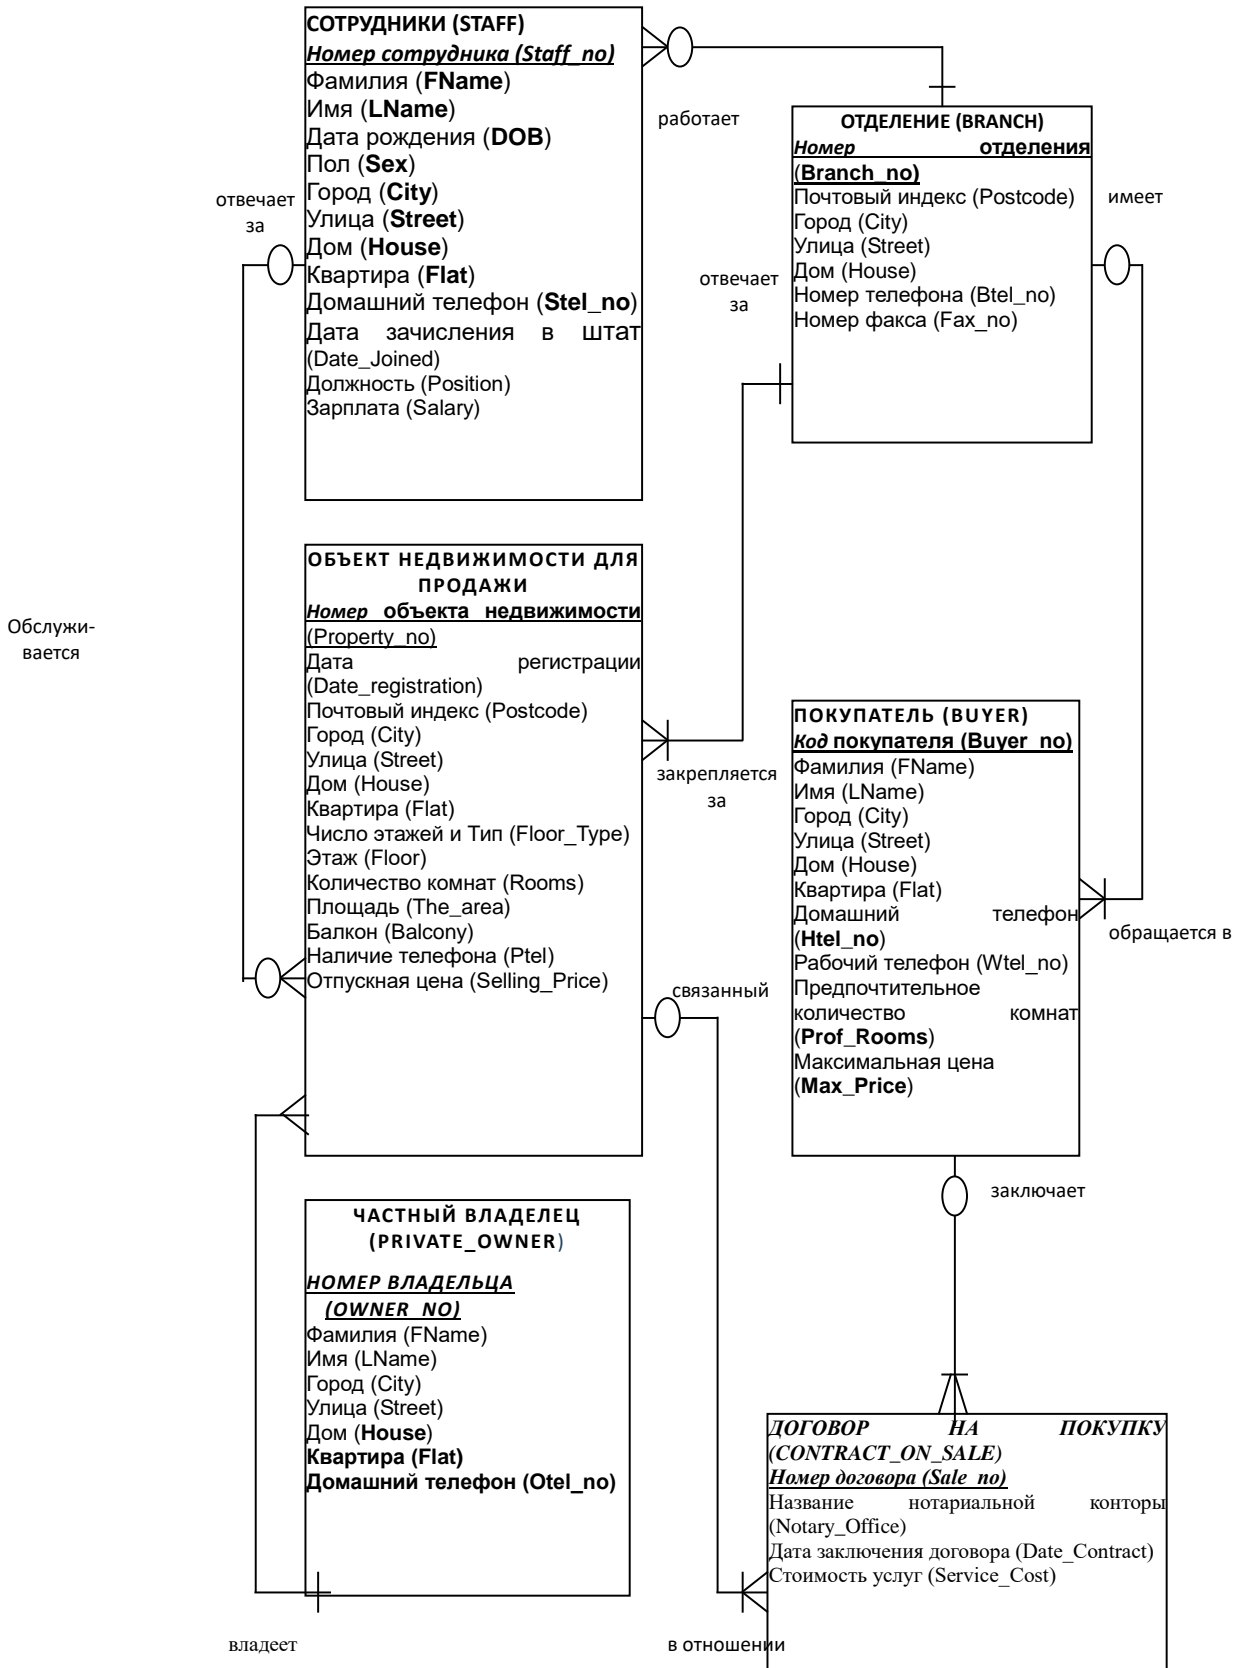 СОТРУДНИКИ (STAFF)
Номер сотрудника (Staff_no)
Фамилия (FName)
Имя (LName)
Дата рождения (DOB)
Пол (Sex)
Город (City)
Улица (Street)
Дом (House)
Квартира (Flat)
Домашний телефон (Stel_no)
Дата зачисления в штат
(Date_Joined)
Должность (Position)
Зарплата (Salary)
работает
ОТДЕЛЕНИЕ (BRANCH)
Номер отделения
(Branch_no)
Почтовый индекс (Postcode)
Город (City)
Улица (Street)
Дом (House)
Номер телефона (Btel_no)
Номер факса (Fax_no)
имеет
отвечает
за
отвечает
за
ОБЪЕКТ НЕДВИЖИМОСТИ ДЛЯ
ПРОДАЖИ
Номер объекта недвижимости
(Property_no)
Дата регистрации
(Date_registration)
Почтовый индекс (Postcode)
Город (City)
Улица (Street)
Дом (House)
Квартира (Flat)
Число этажей и Тип (Floor_Type)
Этаж (Floor)
Количество комнат (Rooms)
Площадь (The_area)
Балкон (Balcony)
Наличие телефона (Ptel)
Отпускная цена (Selling_Price)
Обслужи-
вается
закрепляется
за
ПОКУПАТЕЛЬ (BUYER)
Код покупателя (Buyer_no)
Фамилия (FName)
Имя (LName)
Город (City)
Улица (Street)
Дом (House)
Квартира (Flat)
Домашний телефон
(Htel_no)
Рабочий телефон (Wtel_no)
Предпочтительное
количество комнат
(Prof_Rooms)
Максимальная цена
(Max_Price)
обращается в
связанный
заключает
ЧАСТНЫЙ ВЛАДЕЛЕЦ
(PRIVATE_OWNER)
НОМЕР ВЛАДЕЛЬЦА
(OWNER_NO)
Фамилия (FName)
Имя (LName)
Город (City)
Улица (Street)
Дом (House)
Квартира (Flat)
Домашний телефон (Otel_no)
ДОГОВОР НА ПОКУПКУ
(CONTRACT_ON_SALE)
Номер договора (Sale_no)
Название нотариальной конторы
(Notary_Office)
Дата заключения договора (Date_Contract)
Стоимость услуг (Service_Cost)
владеет
в отношении